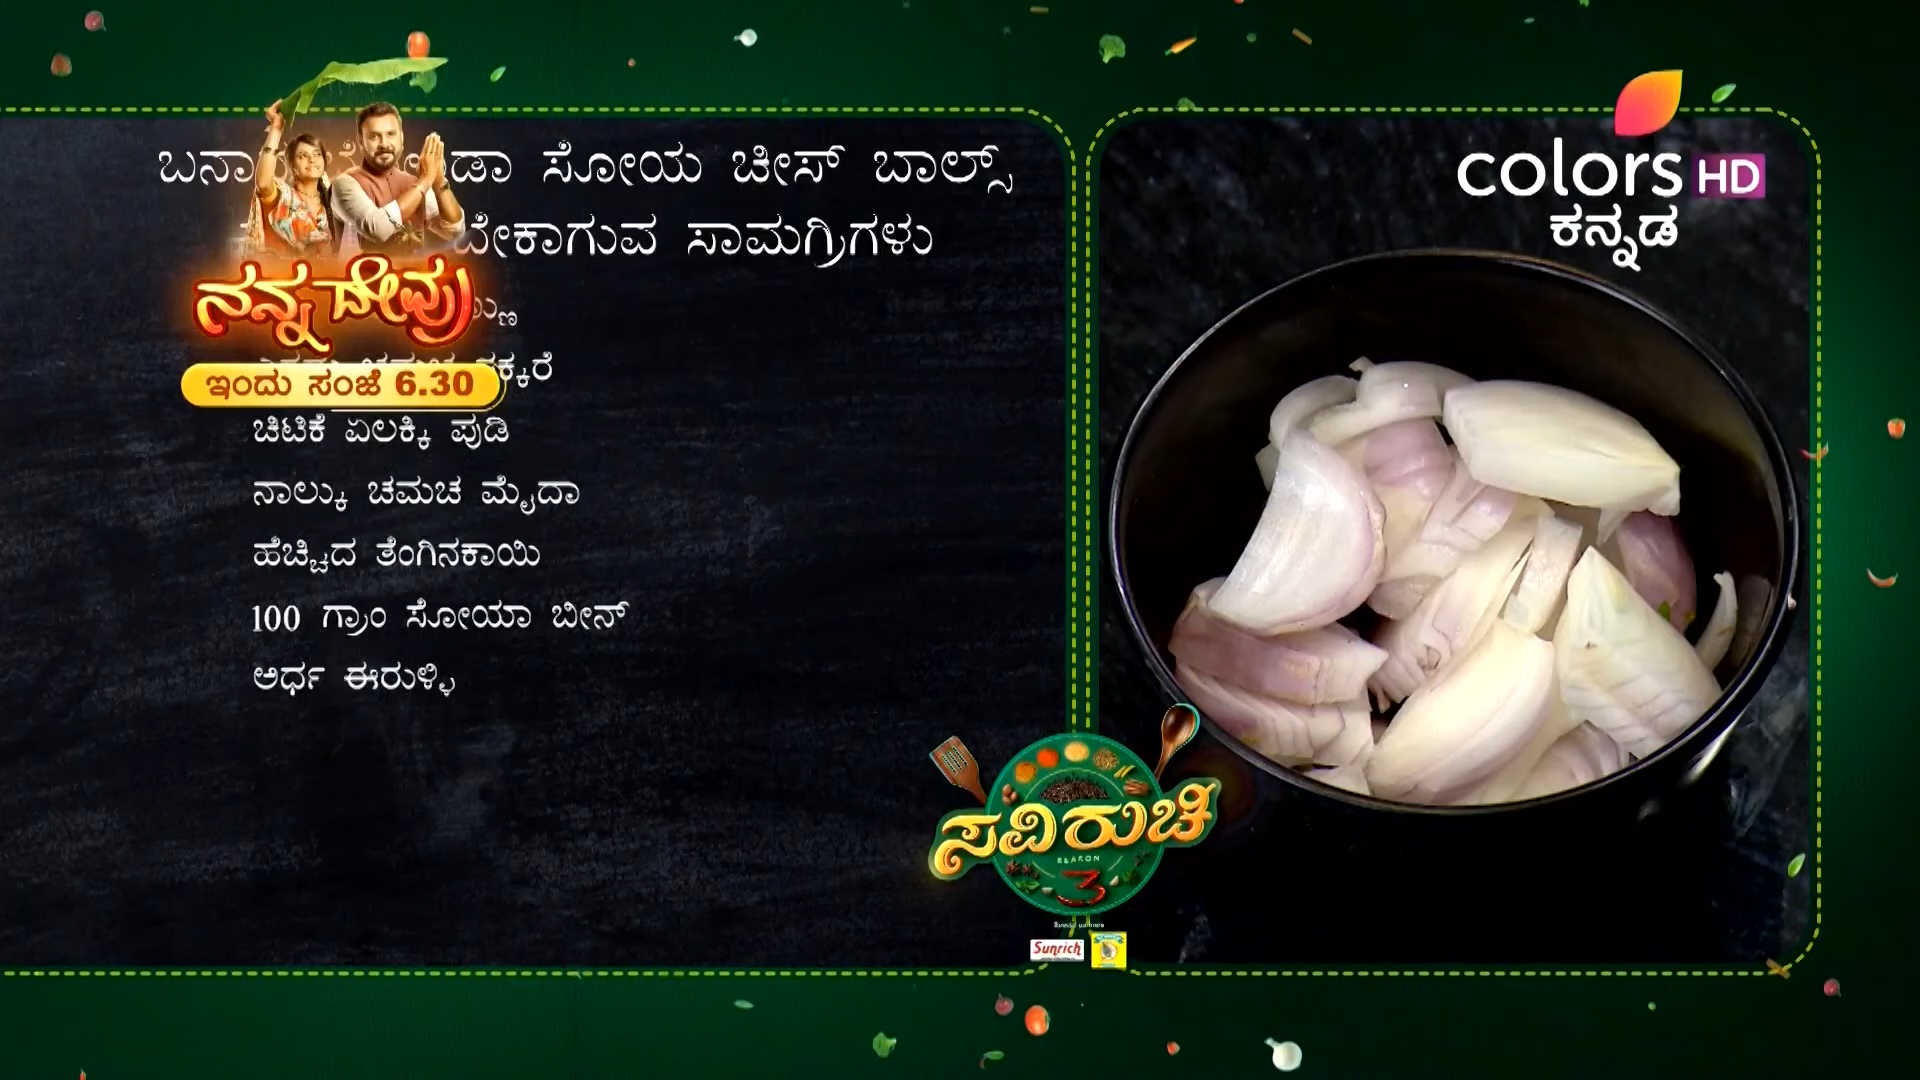 ಸೋಯ ಚೀಸ್ ಬಾಲ್ಸ್
ಬೇಕಾಗುವ ಸಾಮಗ್ರಿಗಳು
ನನ್ನ ದೇವ್ರು
ಇಂದು ಸಂಜೆ 6.30
ಚಿಟಿಕೆ ಏಲಕ್ಕಿ ಪುಡಿ
ನಾಲ್ಕು ಚಮಚ ಮೈದಾ
ಹೆಚ್ಚಿದ ತೆಂಗಿನಕಾಯಿ
100 ಗ್ರಾಂ ಸೋಯಾ ಬೀನ್
ಅರ್ಧ ಈರುಳ್ಳಿ
colors HD
ಕನ್ನಡ
ಸವಿರುಚಿ
SEASON
3
Sunrich